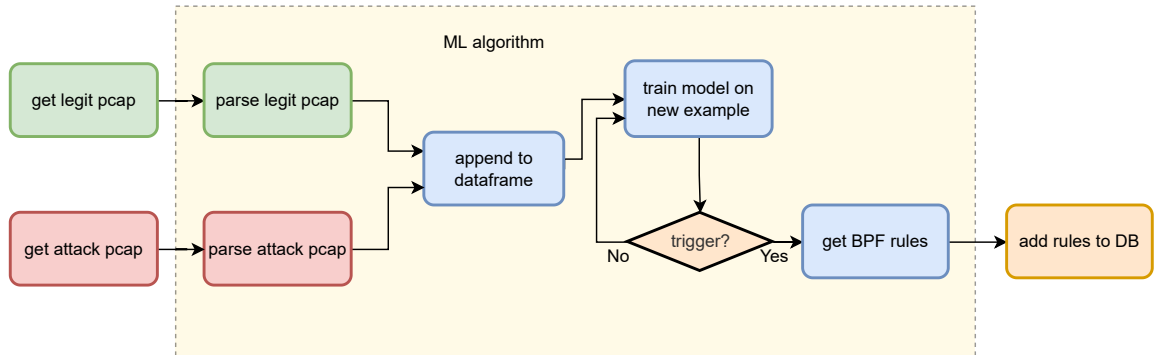 ML algorithm
get legit pcap
parse legit pcap
train model on
new example
append to
dataframe
get attack pcap
parse attack pcap
trigger?
No
Yes
get BPF rules
add rules to DB